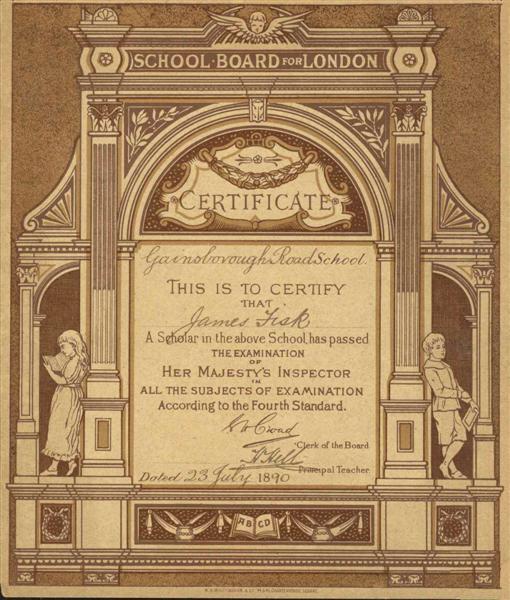 SCHOOL · BOARD FOR LONDON
CERTIFICATE
Gainsborough Road School.
THIS IS TO CERTIFY
THAT
James Fisk
A Scholar in the above School, has passed
THE EXAMINATION
OF
HER MAJESTY'S INSPECTOR
IN
ALL THE SUBJECTS OF EXAMINATION
According to the Fourth Standard.
Clerk of the Board
Principal Teacher
Dated 23 July 1890
ABCD